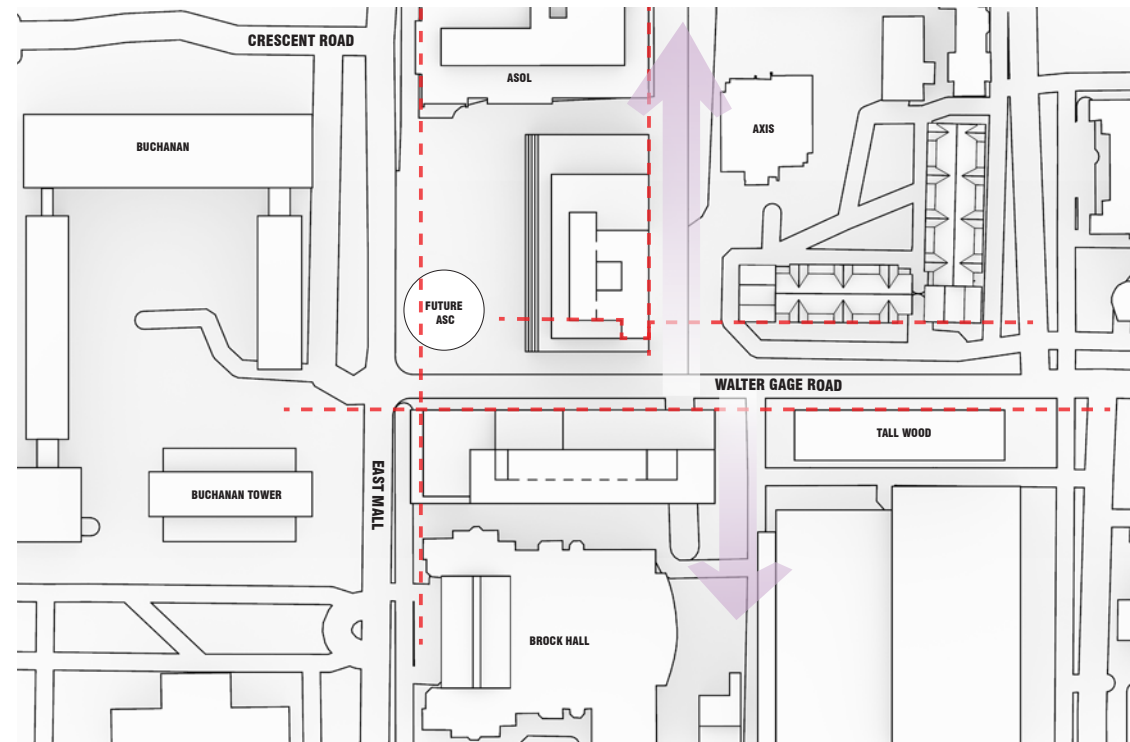 CRESCENT ROAD
ASOL
AXIS
BUCHANAN
FUTURE
ASC
WALTER GAGE ROAD
TALL WOOD
EAST MALL
BUCHANAN TOWER
BROCK HALL